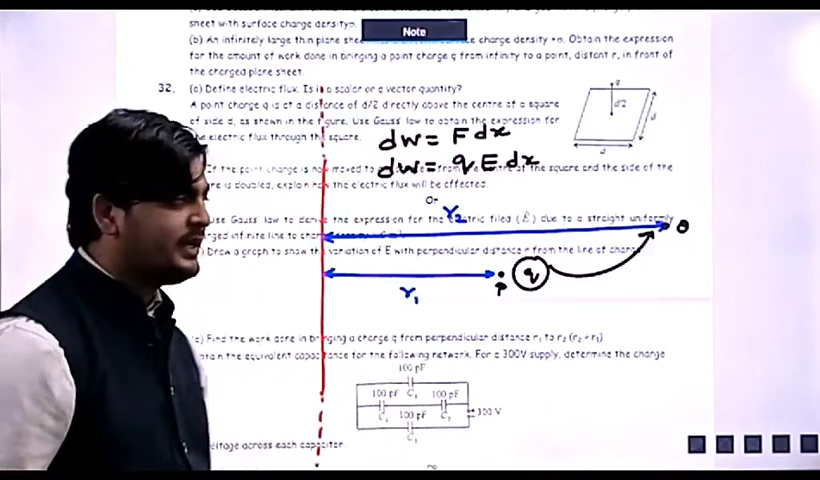 sheet with surface charge density
Note
(b) An infinitely large thin plane charge density +σ. Obtain the expression
for the amount of work done in bringing a point charge q from infinity to a point, distant r, in front of
the charged plane sheet.
32. (a) Define electric flux. Is it a scalar or a vector quantity?
A point charge q is at a distance of d/2 directly above the centre of a square
of side d, as shown in the figure. Use Gauss' law to obtain the expression for
the electric flux through the square.
q
d/2
d
d
dw = Fdx
dw = qEdx
If the point charge is now moved to from the centre of the square and the side of the
is doubled, explain how the electric flux will be affected.
Or
use Gauss' law to derive the expression for the electric filed (E) due to a straight uniformly
infinite line
Draw a graph to show the variation of E with perpendicular distance r from the line of charge
r2
r1
P
q
(c) Find the work done in bringing a charge q from perpendicular distance r1 to r2 (r2 > r1)
the equivalent capacitance for the following network. For a 300V supply, determine the charge
100 pF
C1
100 pF 100 pF
C2 100 pF C3
300 V
voltage across each capacitor.